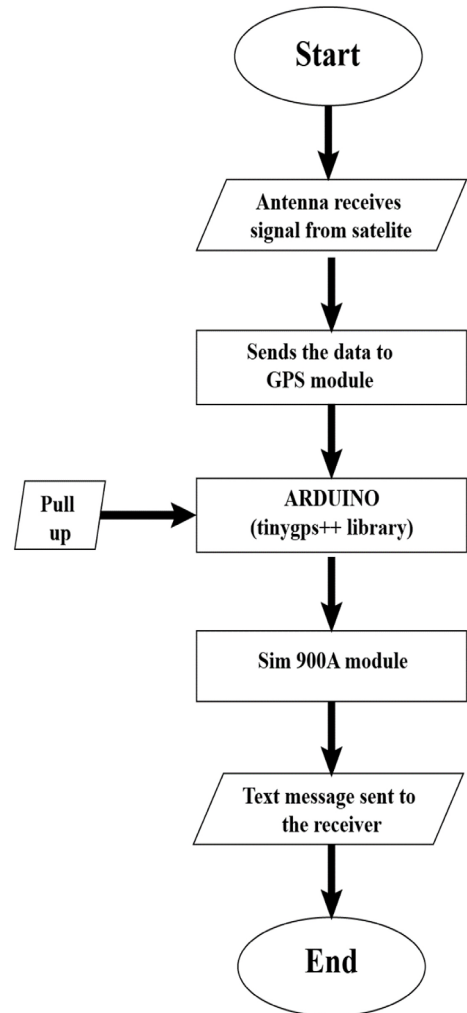 Start
Antenna receives
signal from satelite
Sends the data to
GPS module
Pull
up
ARDUINO
(tinygps++ library)
Sim 900A module
Text message sent to
the receiver
End